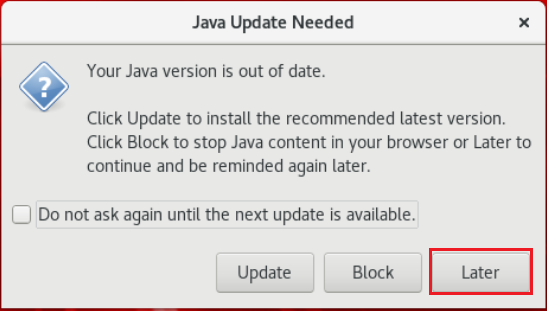 Java Update Needed
Your Java version is out of date.
Click Update to install the recommended latest version.
Click Block to stop Java content in your browser or Later to
continue and be reminded again later.
Do not ask again until the next update is available.
Update Block Later